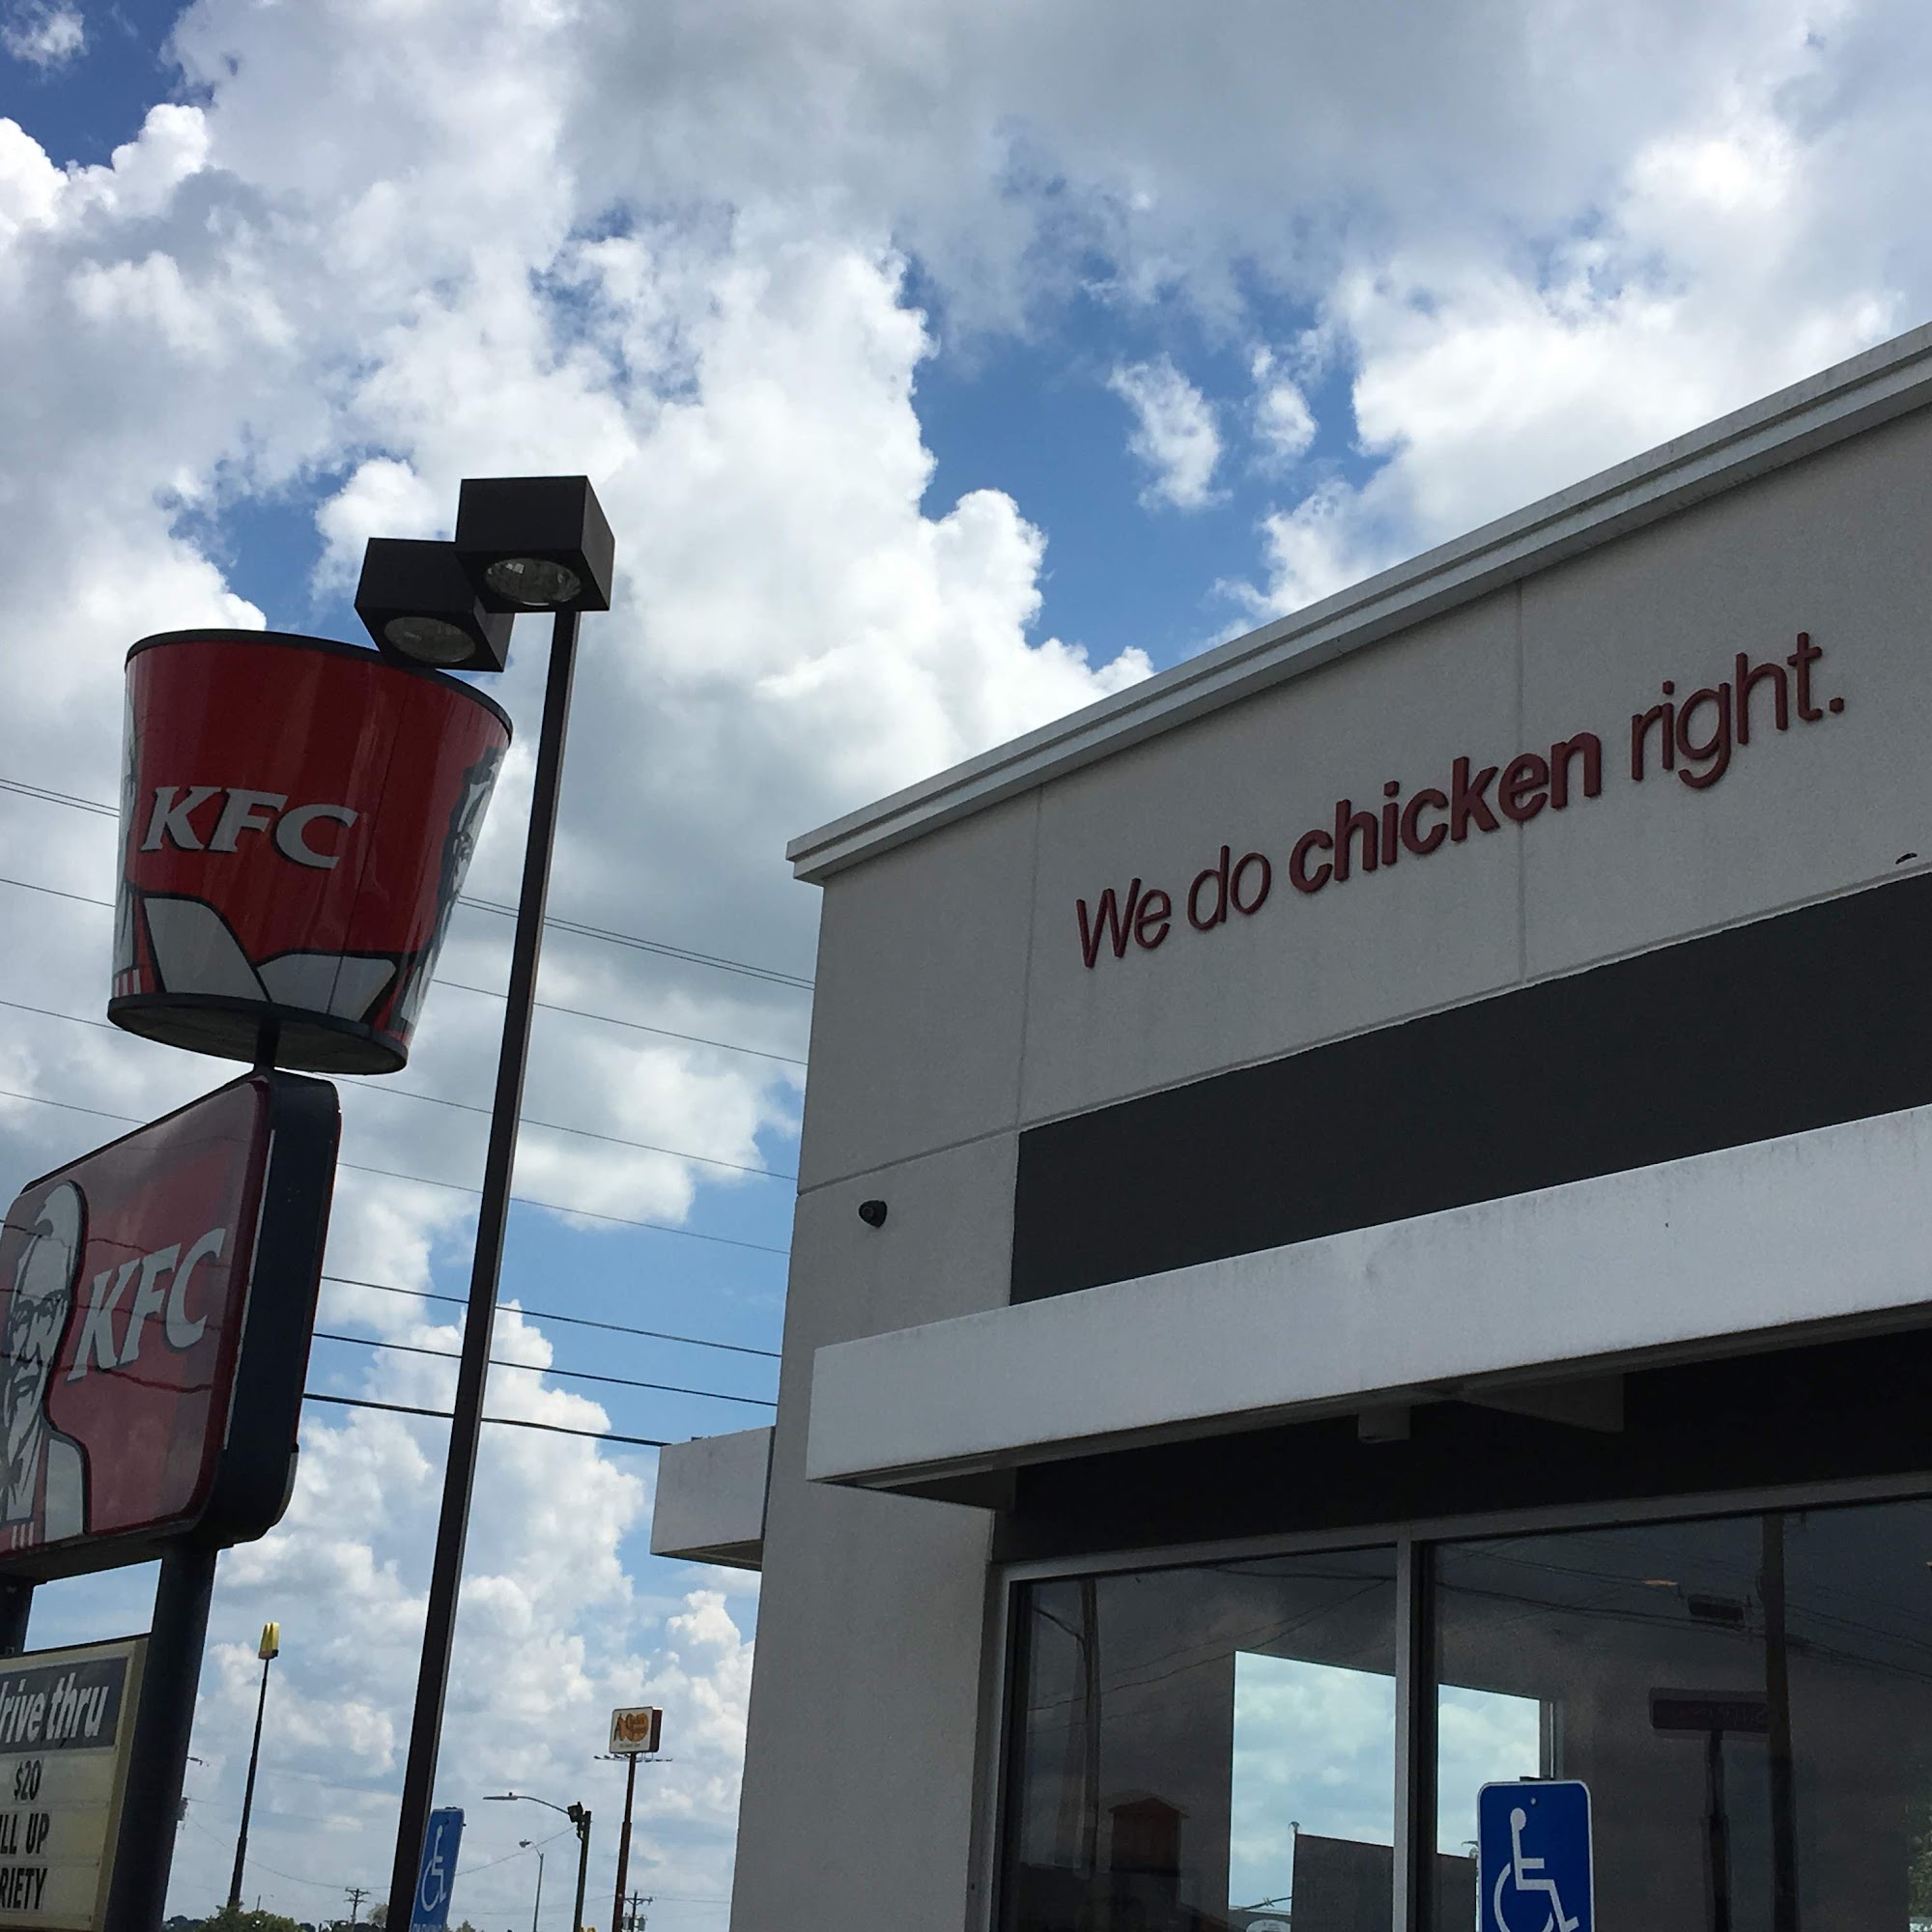 KFC
We do chicken right.
KFC
rive thru
$20
LL UP
RIETY